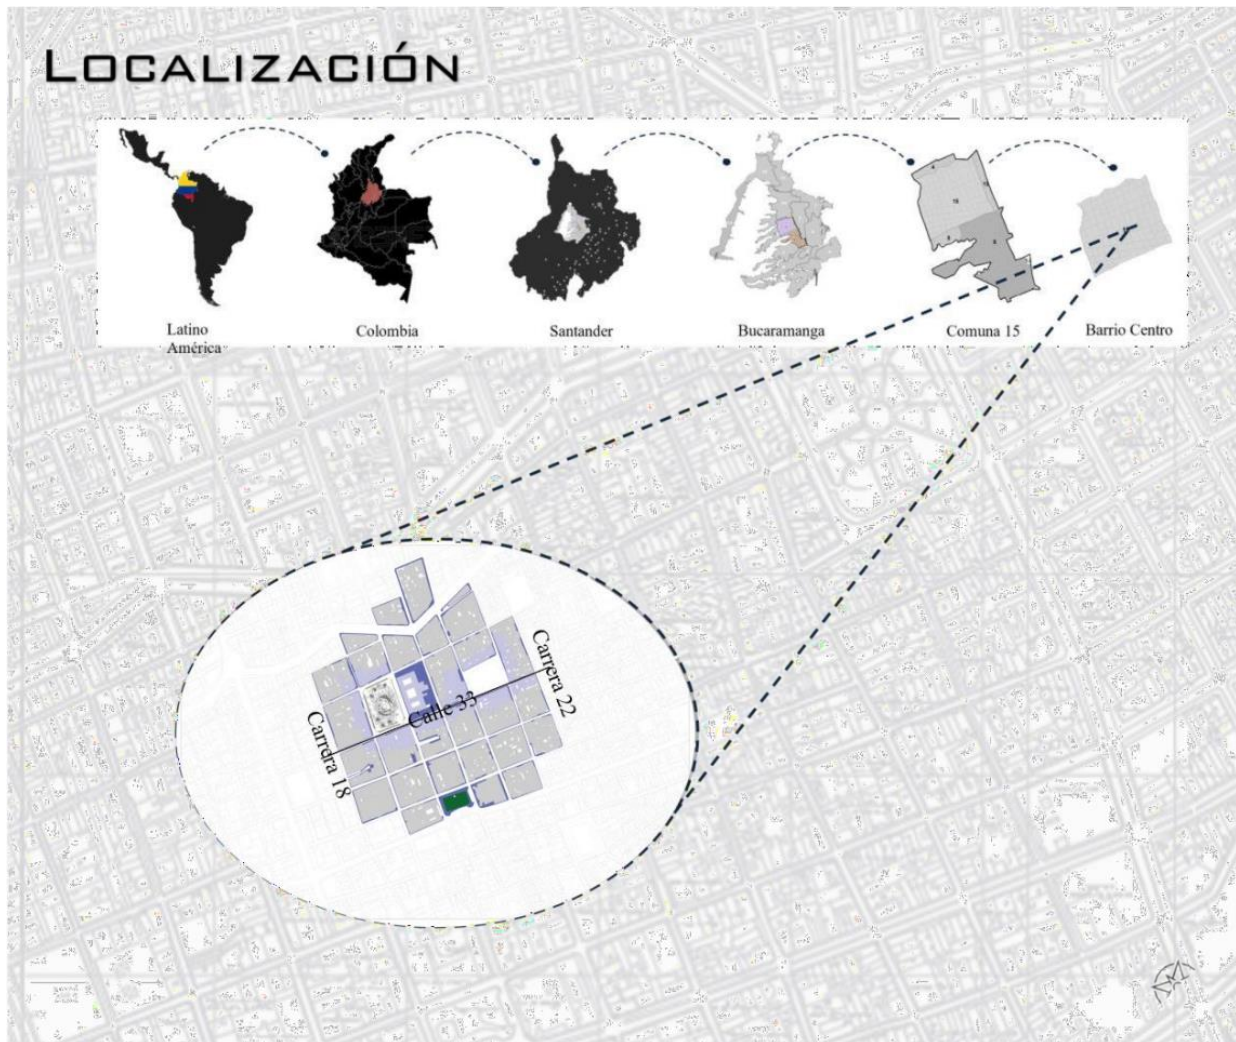 LOCALIZACIÓN
Latino
América
Colombia
Santander
Bucaramanga
Comuna 15
Barrio Centro
Carrera 22
Calle 33
Carrera 18